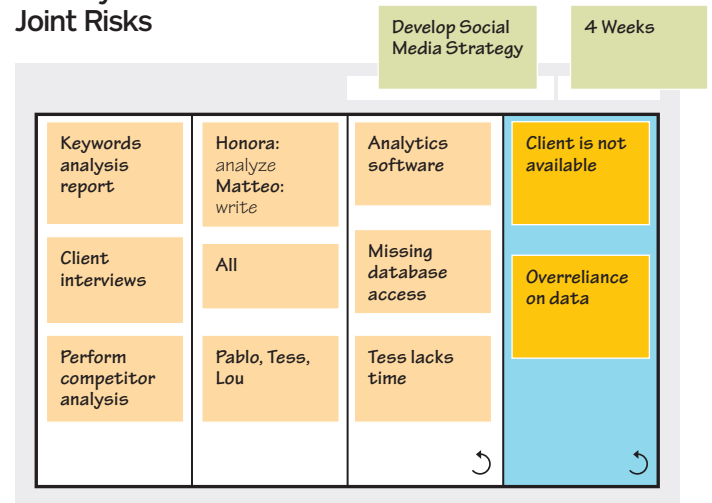 Joint Risks
Develop Social
Media Strategy
4 Weeks
Keywords
analysis
report
Honora:
analyze
Matteo:
write
Analytics
software
Client is not
available
Client
interviews
All
Missing
database
access
Overreliance
on data
Perform
competitor
analysis
Pablo, Tess,
Lou
Tess lacks
time